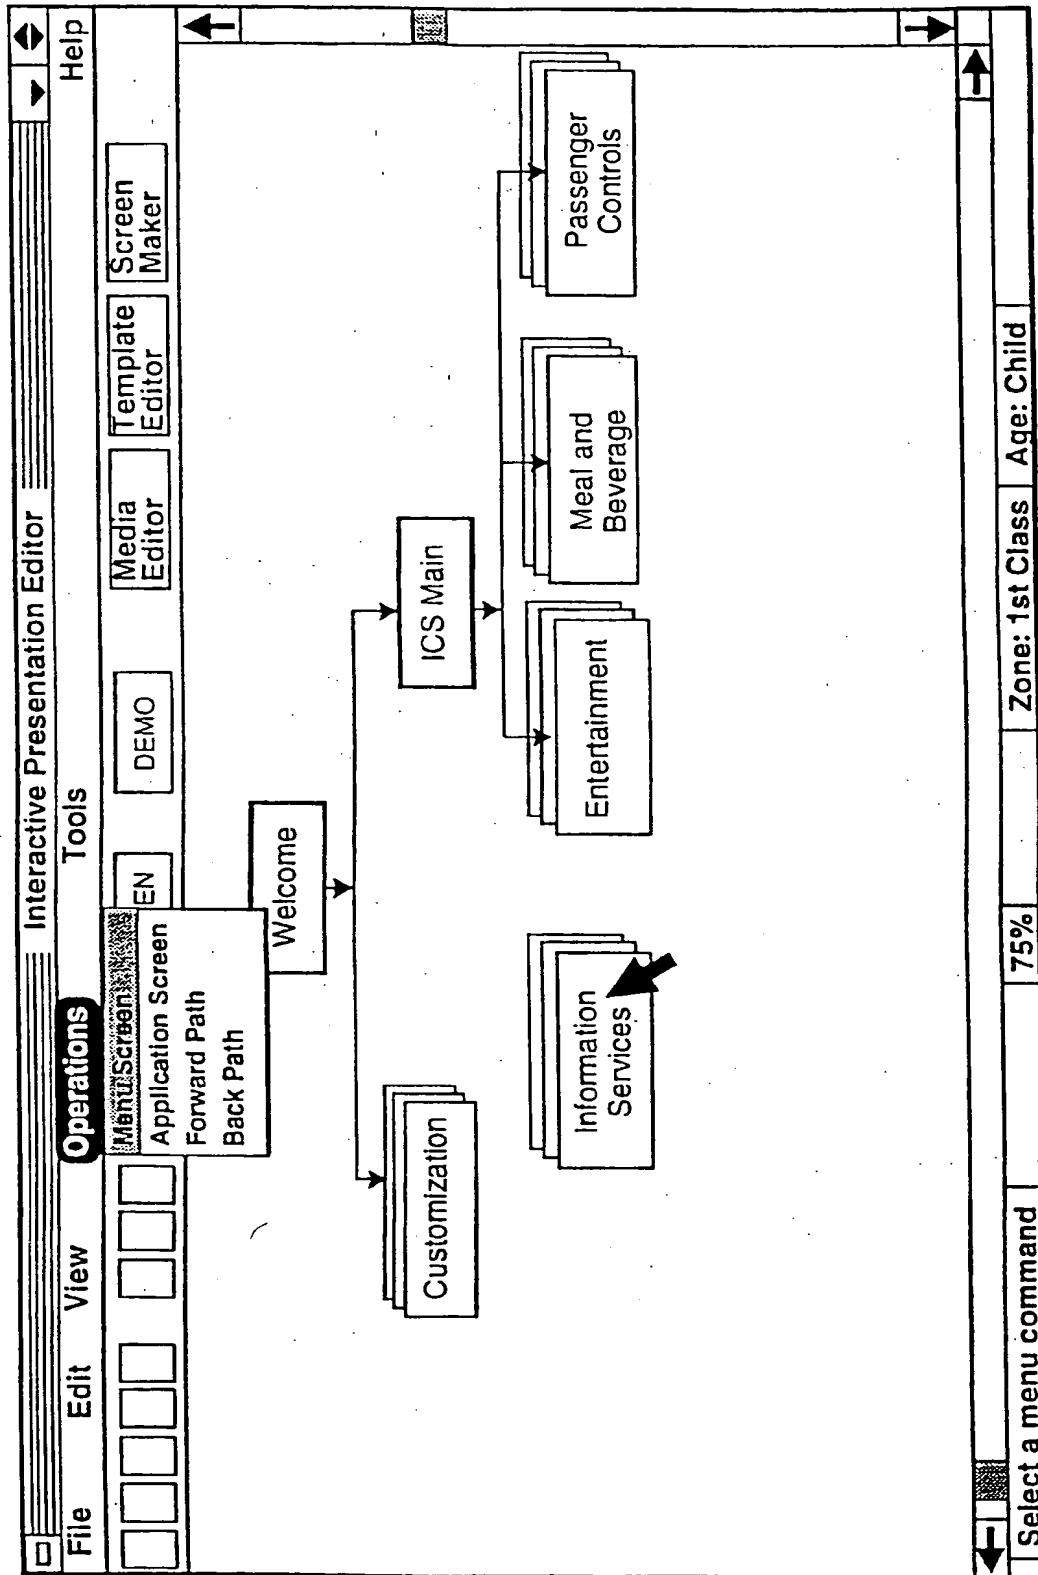 Interactive Presentation Editor
File Edit View Operations Tools Help
Menu Screen
Application Screen
Forward Path
Back Path
EN
DEMO
Media
Editor
Template
Editor
Screen
Maker
Welcome
Customization
ICS Main
Information
Services
Entertainment
Meal and
Beverage
Passenger
Controls
Select a menu command 75% Zone: 1st Class Age: Child